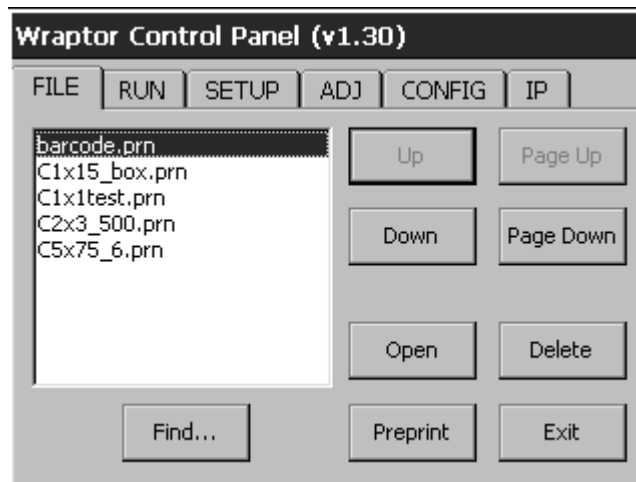 Wraptor Control Panel (v1.30)
FILE RUN SETUP ADJ CONFIG IP
barcode.prn
C1x15_box.prn
C1x1test.prn
C2x3_500.prn
C5x75_6.prn
Up Page Up
Down Page Down
Open Delete
Find... Preprint Exit